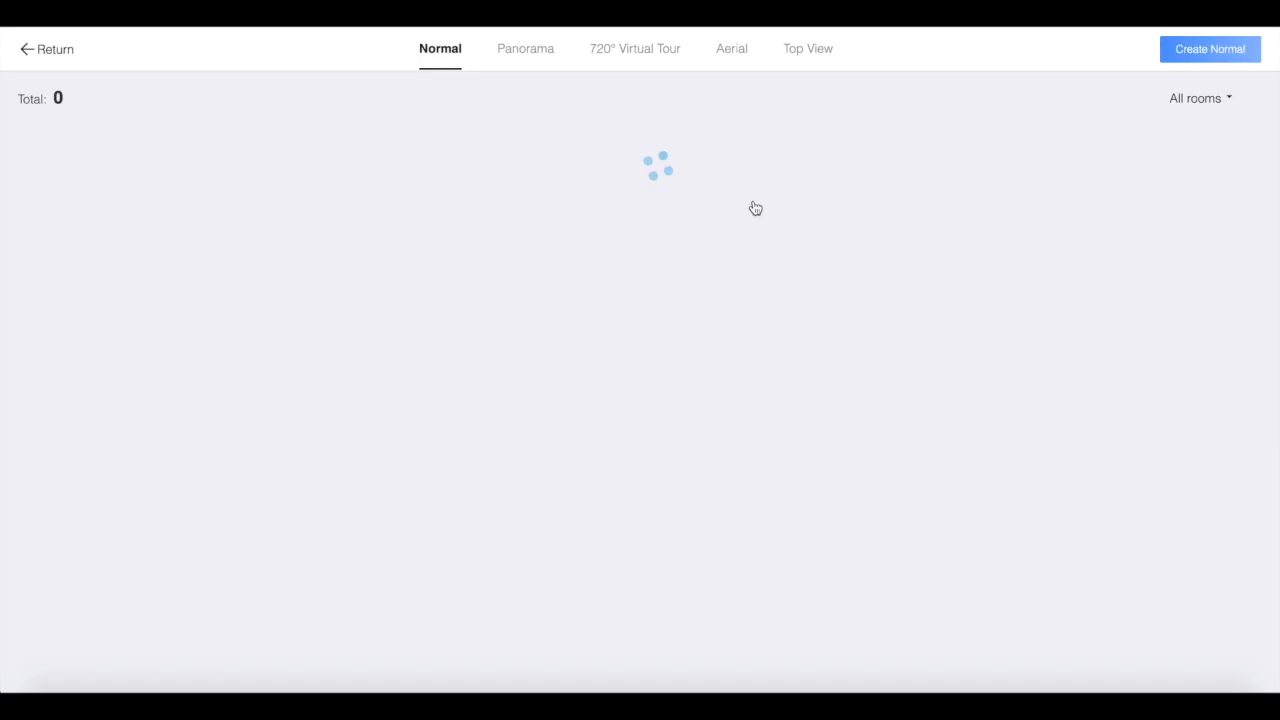 Return Normal Panorama 720° Virtual Tour Aerial Top View Create Normal
Total: 0 All rooms